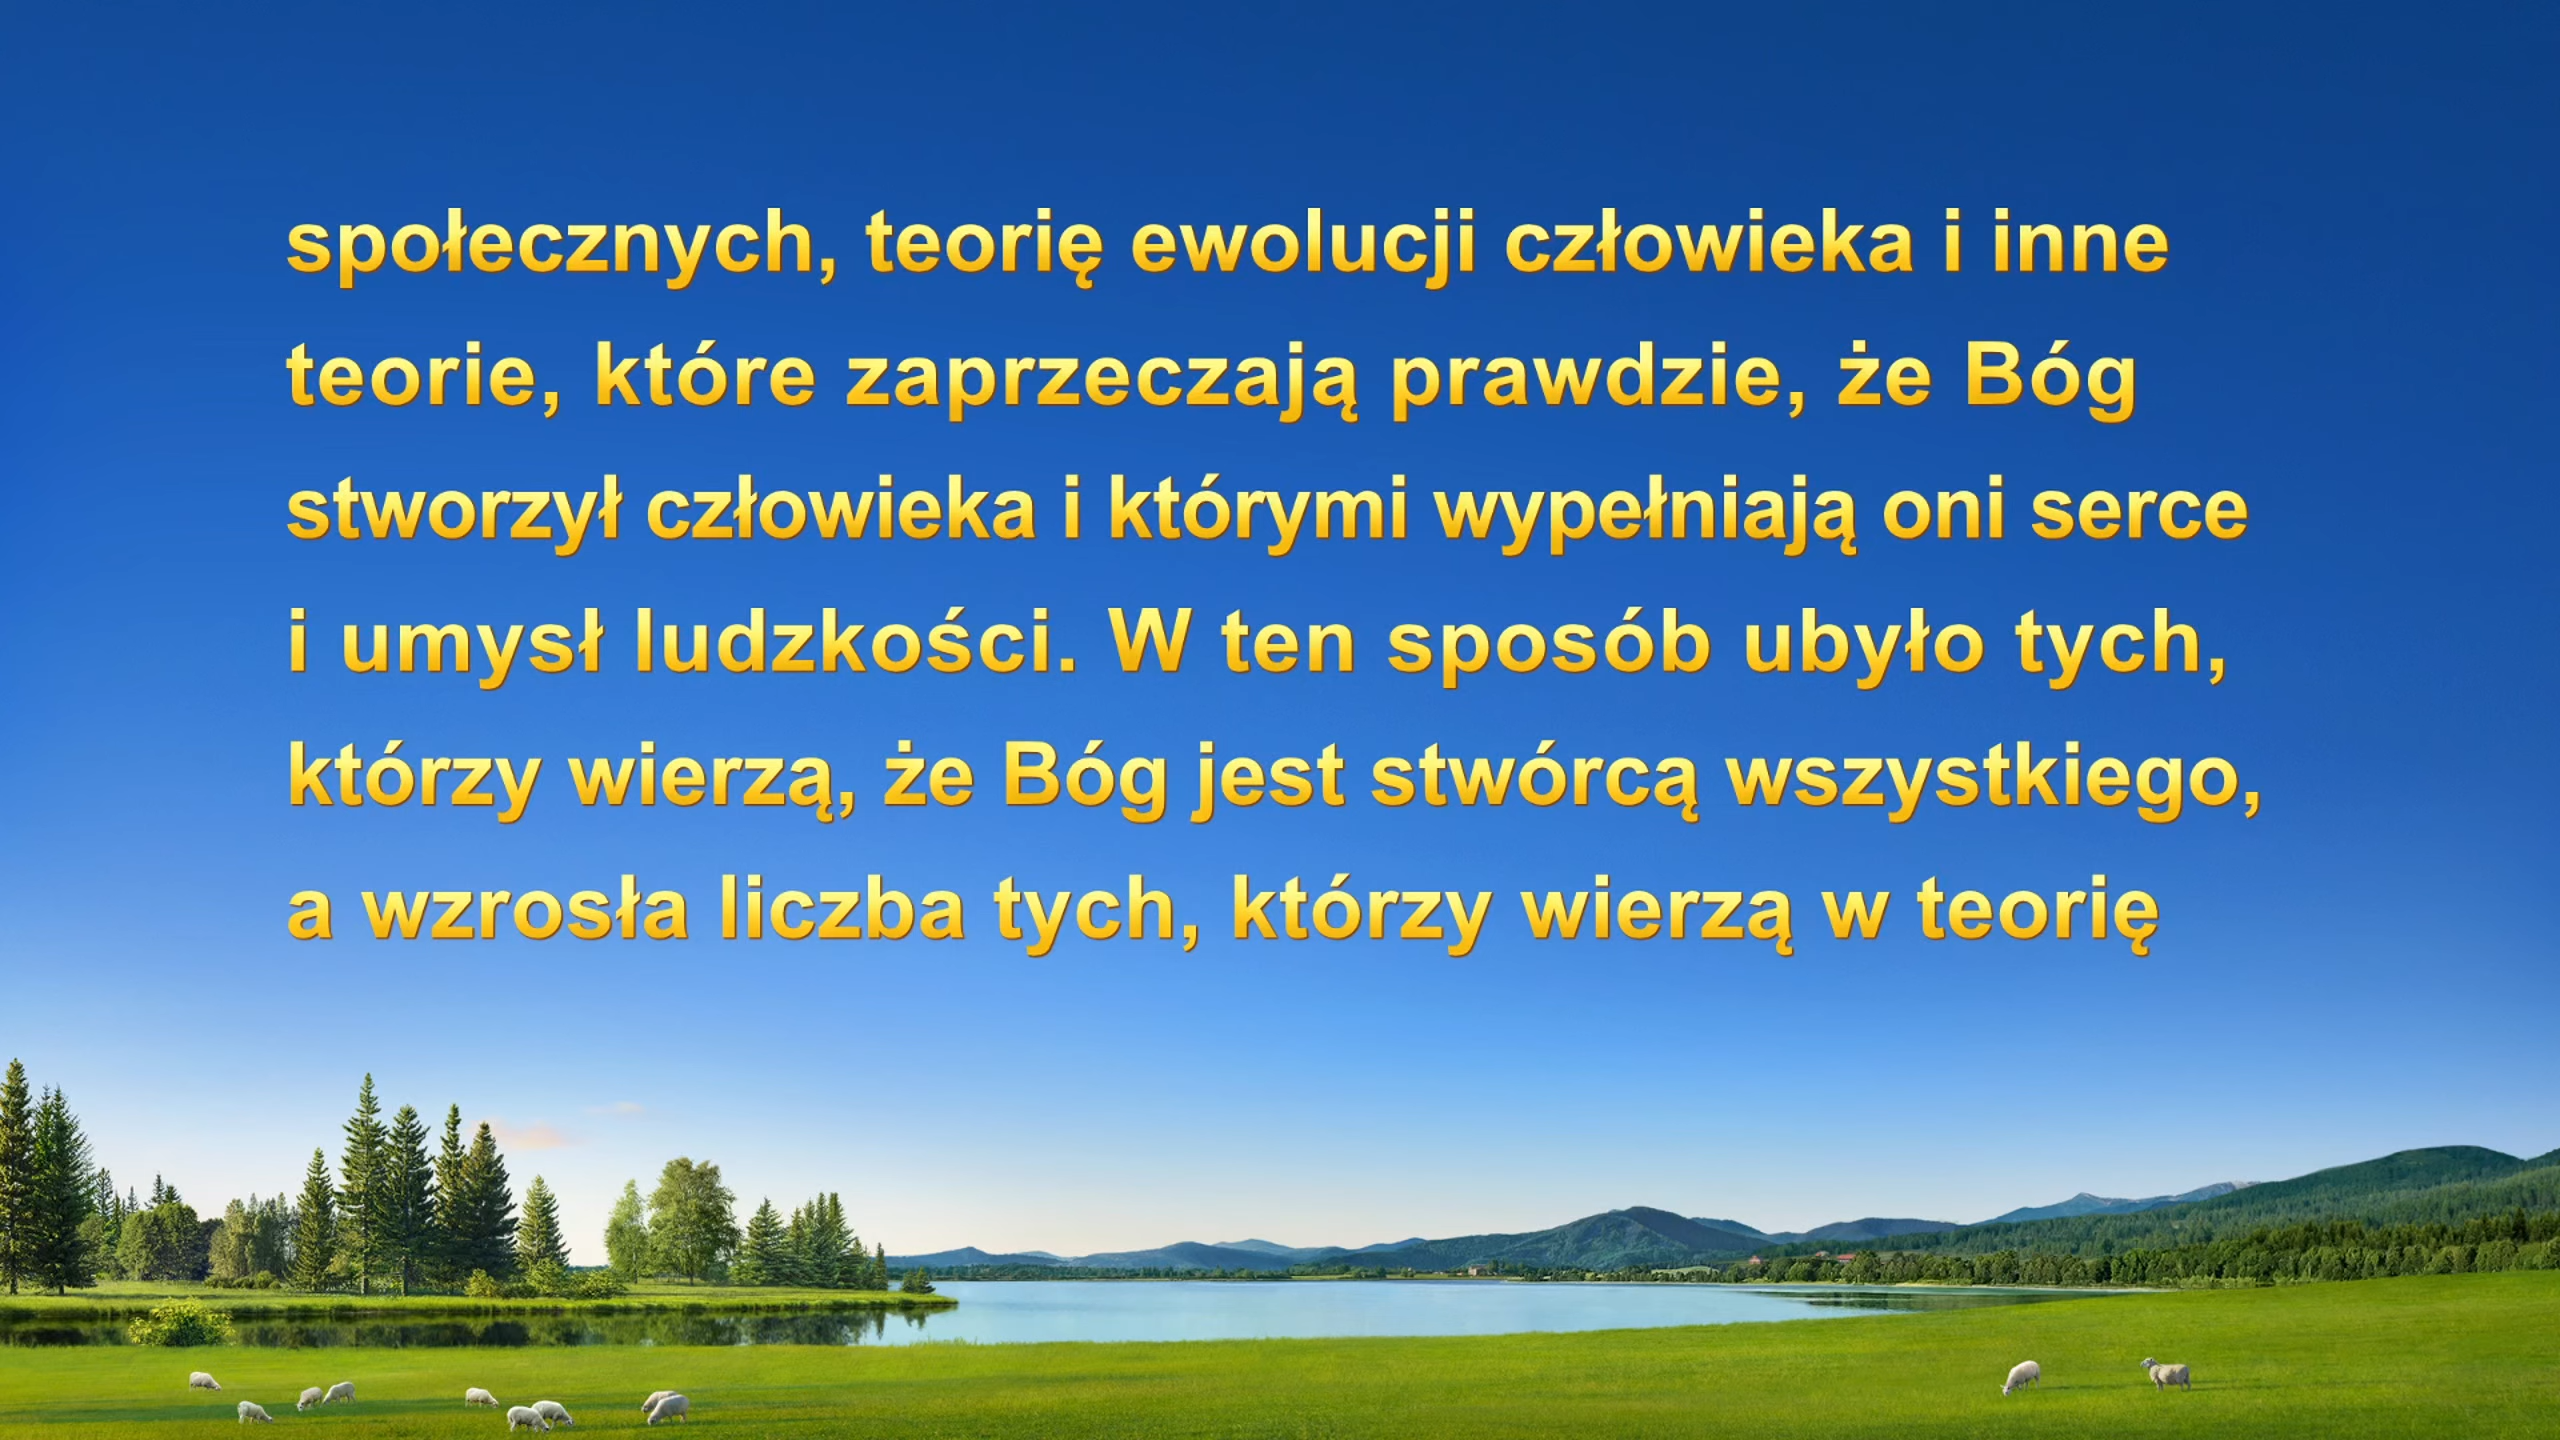 społecznych, teorię ewolucji człowieka i inne
teorie, które zaprzeczają prawdzie, że Bóg
stworzył człowieka i którymi wypełniają oni serce
i umysł ludzkości. W ten sposób ubyło tych,
którzy wierzą, że Bóg jest stwórcą wszystkiego,
a wzrosła liczba tych, którzy wierzą w teorię